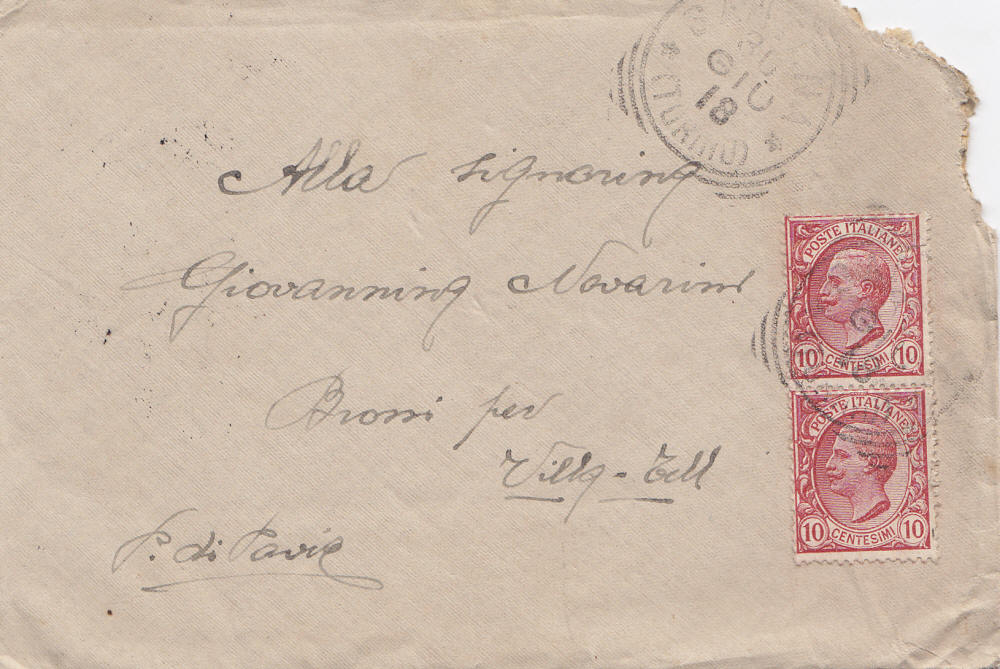 30
GIU
18
* (TORINO) *
Alla signorina
Giovannina Novarini
Broni per
Villa-Tell
P. di Pavia
POSTE ITALIANE
10 CENTESIMI 10
POSTE ITALIANE
10 CENTESIMI 10